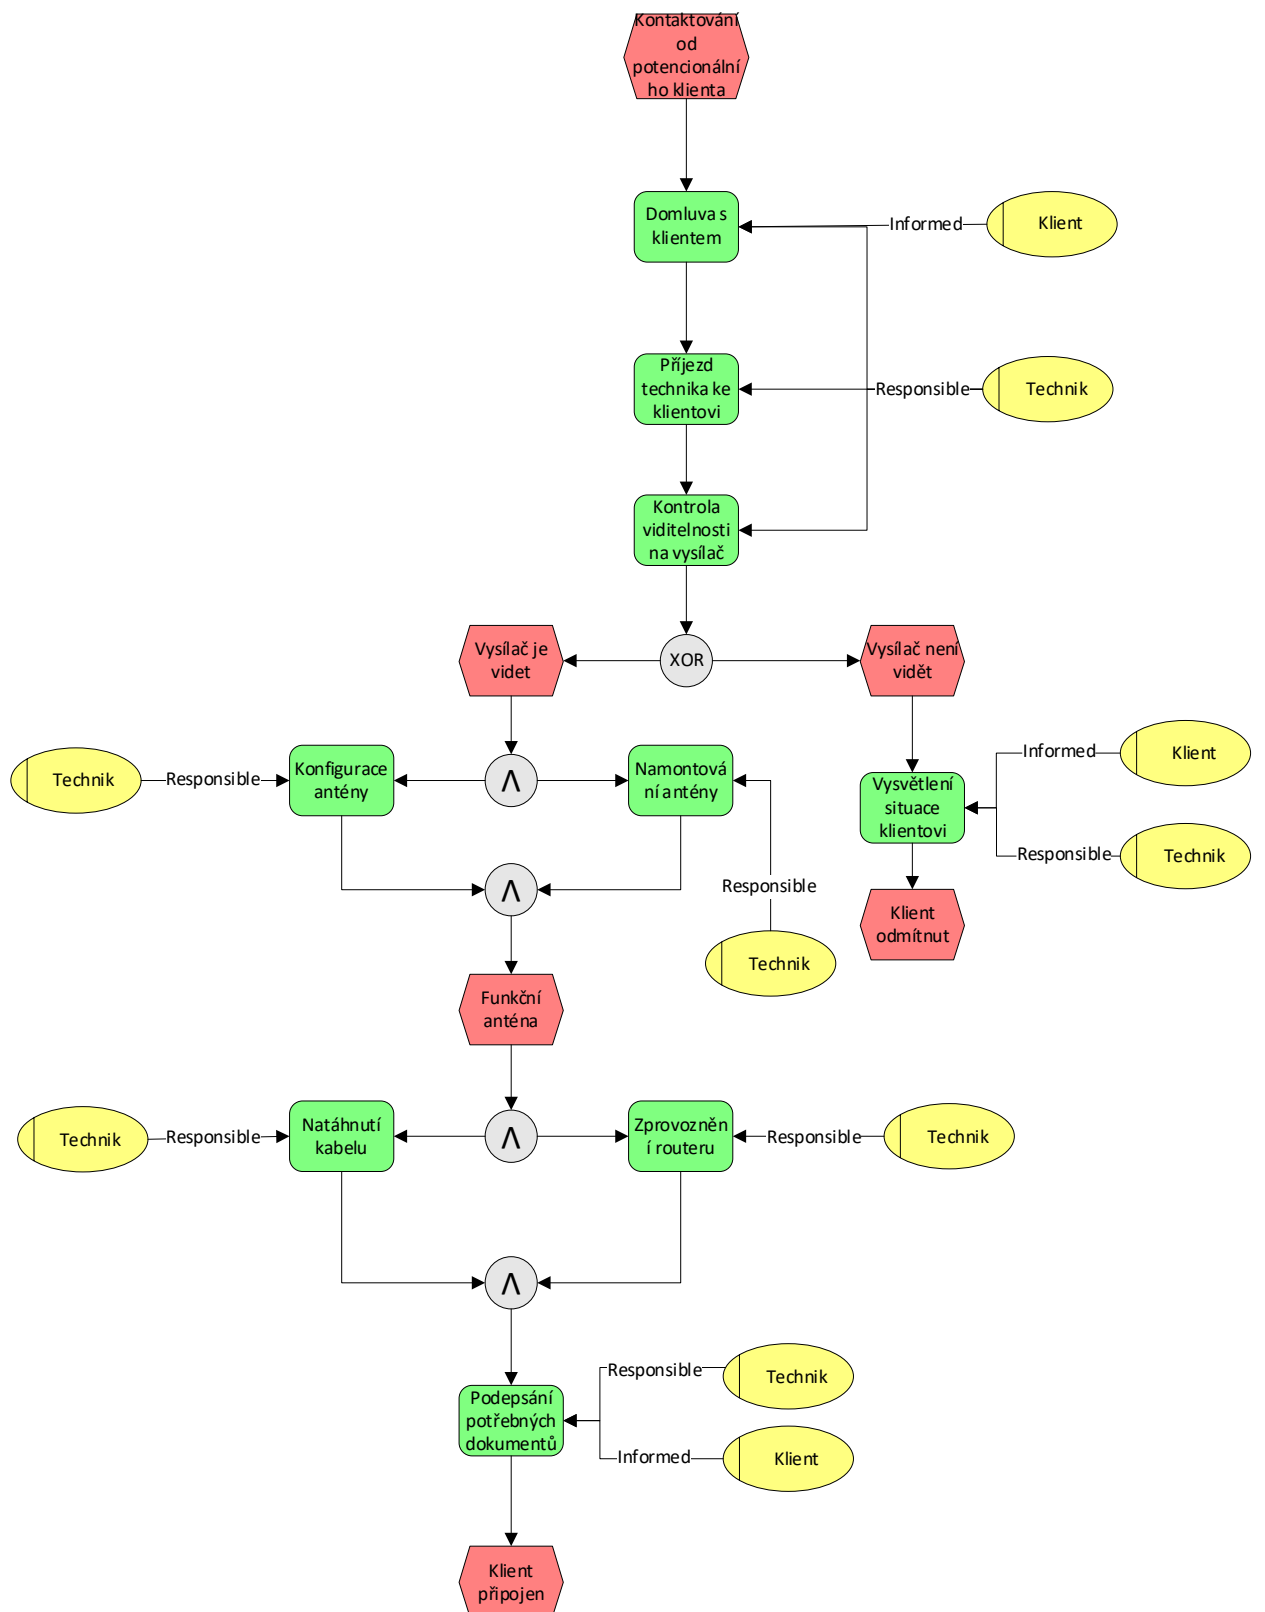 Kontaktování
od
potencionální
ho klienta
Domluva s
klientem
Informed
Klient
Příjezd
technika ke
klientovi
Responsible
Technik
Kontrola
viditelnosti
na vysílač
Vysílač je
videt
XOR
Vysílač není
vidět
Technik
Responsible
Konfigurace
antény
Λ
Namontová
ní antény
Informed
Klient
Vysvětlení
situace
klientovi
Responsible
Technik
Λ
Responsible
Technik
Klient
odmítnut
Funkční
anténa
Technik
Responsible
Natáhnutí
kabelu
Λ
Zprovozněn
í routeru
Responsible
Technik
Λ
Responsible
Technik
Podepsání
potřebných
dokumentů
Informed
Klient
Klient
připojen